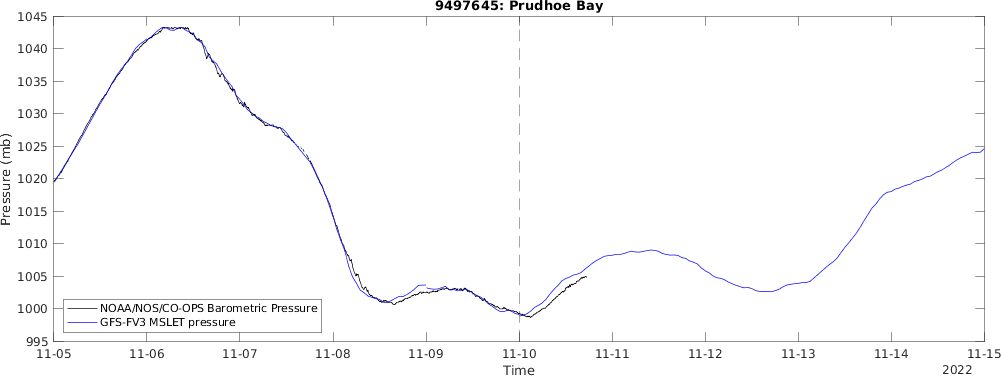 9497645: Prudhoe Bay
1045
1040
1035
1030
1025
1020
1015
1010
1005
1000
995
Pressure (mb)
NOAA/NOS/CO-OPS Barometric Pressure
GFS-FV3 MSLET pressure
11-05 11-06 11-07 11-08 11-09 11-10 11-11 11-12 11-13 11-14 11-15
Time
2022